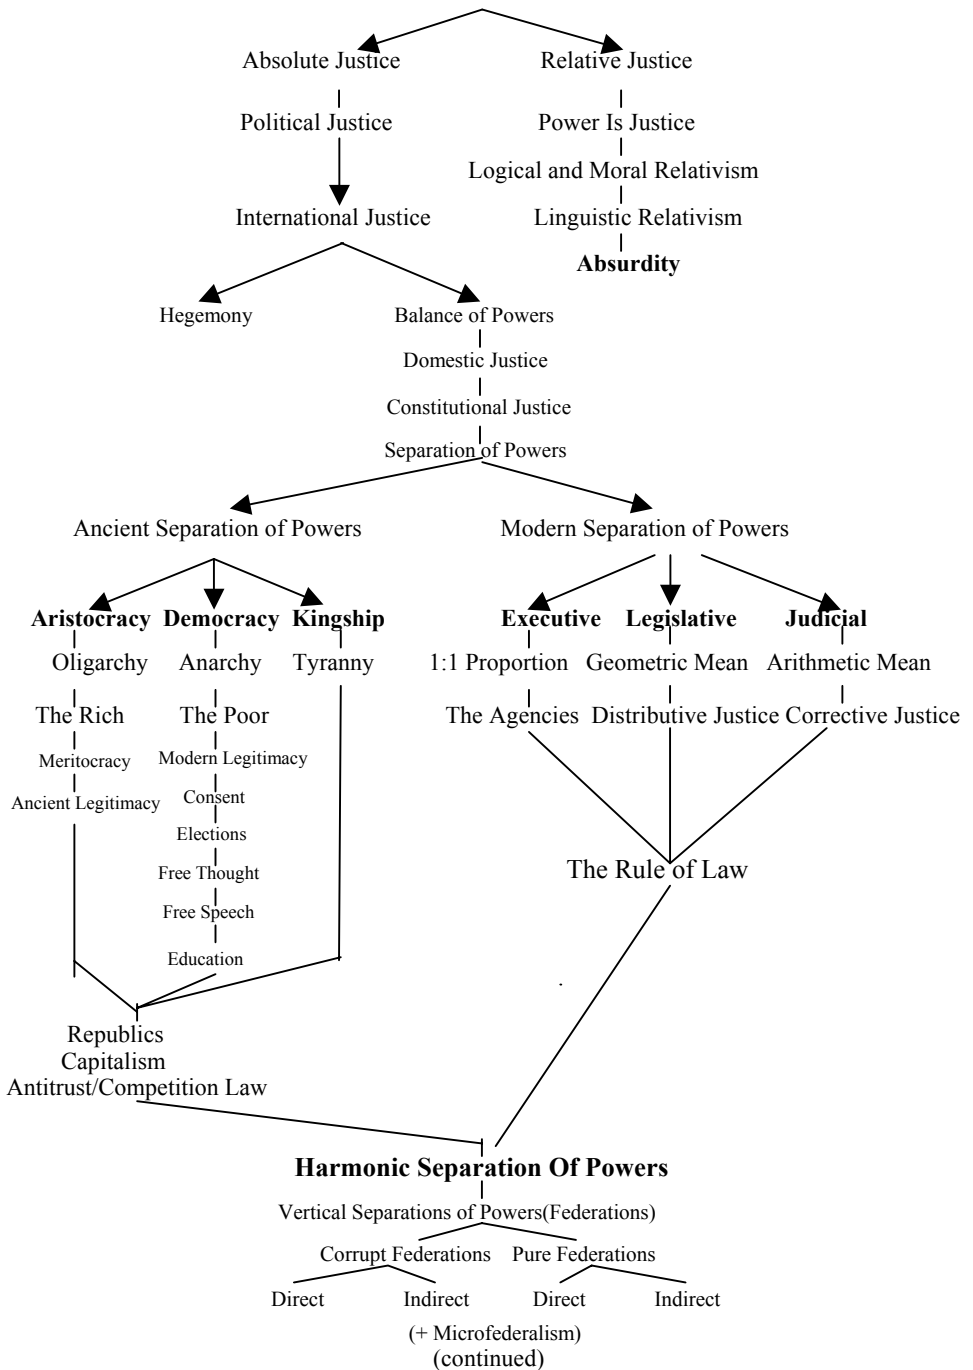 Absolute Justice Relative Justice
Political Justice Power Is Justice
Logical and Moral Relativism
International Justice Linguistic Relativism
Absurdity
Hegemony Balance of Powers
Domestic Justice
Constitutional Justice
Separation of Powers
Ancient Separation of Powers Modern Separation of Powers
Aristocracy Democracy Kingship Executive Legislative Judicial
Oligarchy Anarchy Tyranny 1:1 Proportion Geometric Mean Arithmetic Mean
The Rich The Poor The Agencies Distributive Justice Corrective Justice
Meritocracy Modern Legitimacy
Ancient Legitimacy Consent
Elections
Free Thought The Rule of Law
Free Speech
Education
Republics
Capitalism
Antitrust/Competition Law
Harmonic Separation Of Powers
Vertical Separations of Powers(Federations)
Corrupt Federations Pure Federations
Direct Indirect Direct Indirect
(+ Microfederalism)
(continued)